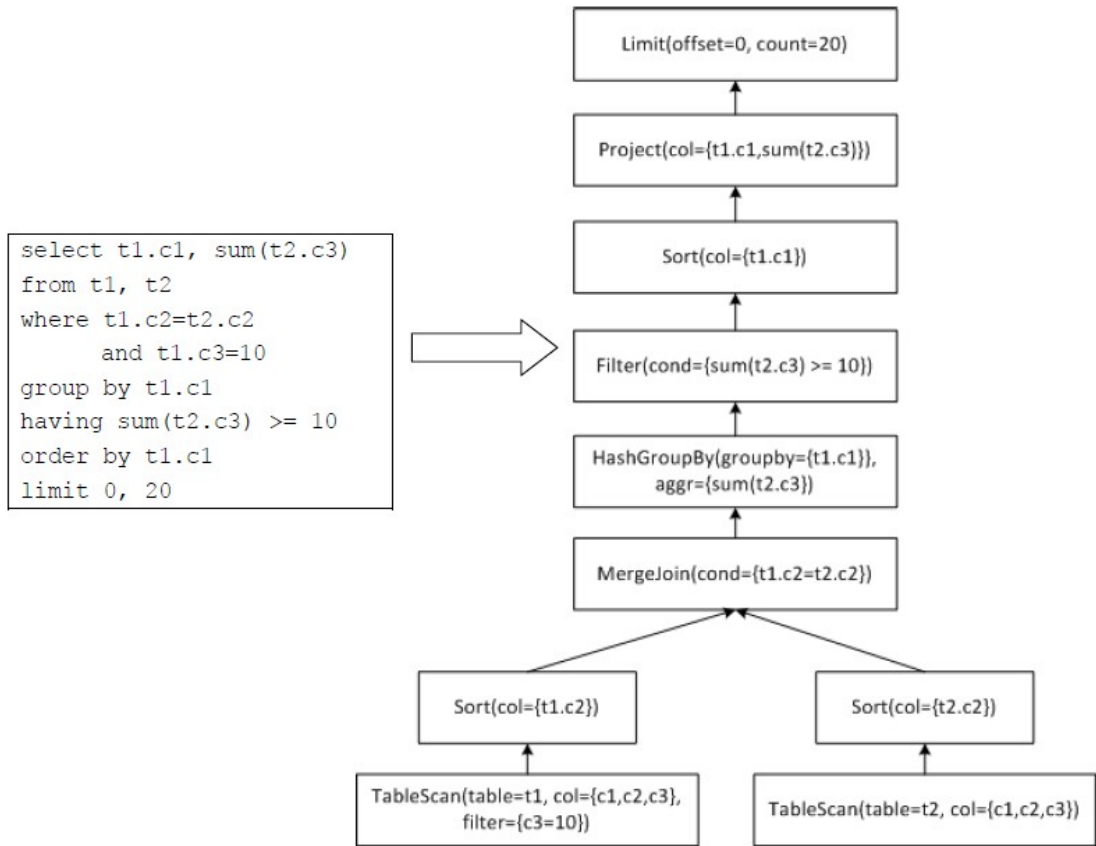 Limit(offset=0, count=20)
Project(col={t1.c1,sum(t2.c3)})
Sort(col={t1.c1})
select t1.c1, sum(t2.c3)
from t1, t2
where t1.c2=t2.c2
and t1.c3=10
group by t1.c1
having sum(t2.c3) >= 10
order by t1.c1
limit 0, 20
Filter(cond={sum(t2.c3) >= 10})
HashGroupBy(groupby={t1.c1}},
aggr={sum(t2.c3})
MergeJoin(cond={t1.c2=t2.c2})
Sort(col={t1.c2})
Sort(col={t2.c2})
TableScan(table=t1, col={c1,c2,c3},
filter={c3=10})
TableScan(table=t2, col={c1,c2,c3})